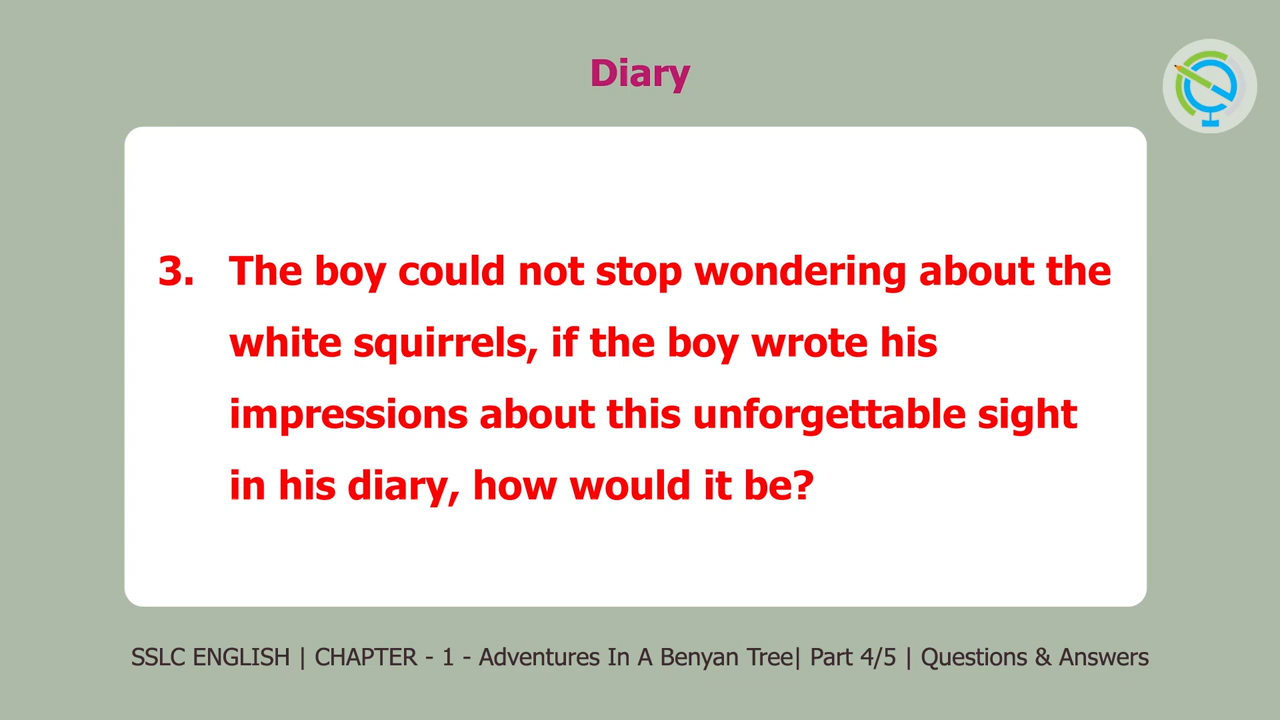 Diary
3. The boy could not stop wondering about the
white squirrels, if the boy wrote his
impressions about this unforgettable sight
in his diary, how would it be?
SSLC ENGLISH | CHAPTER - 1 - Adventures In A Benyan Tree| Part 4/5 | Questions & Answers